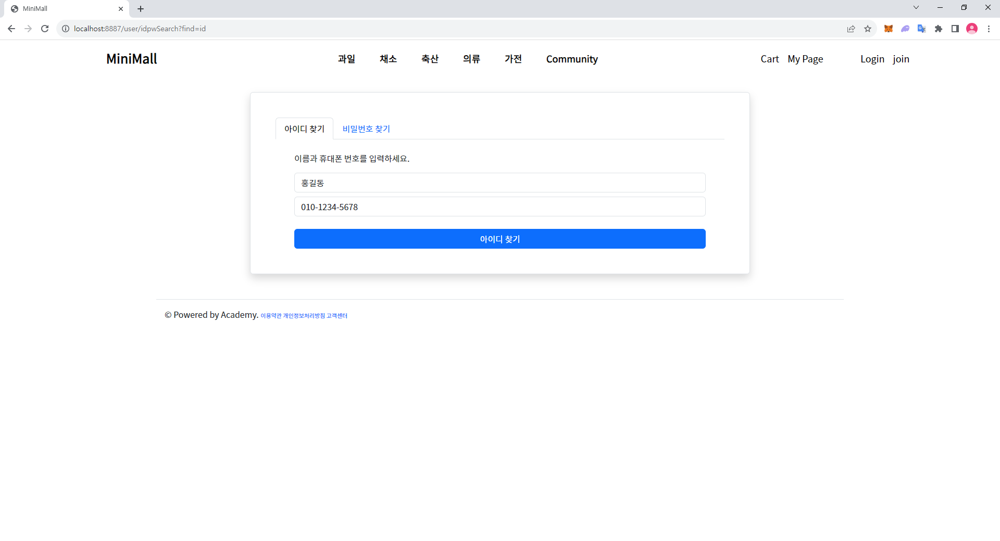 MiniMall
localhost:8887/user/idpwSearch?find=id
MiniMall 과일 채소 축산 의류 가전 Community Cart My Page Login join
아이디 찾기 비밀번호 찾기
이름과 휴대폰 번호를 입력하세요.
홍길동
010-1234-5678
아이디 찾기
© Powered by Academy. 이용약관 개인정보처리방침 고객센터